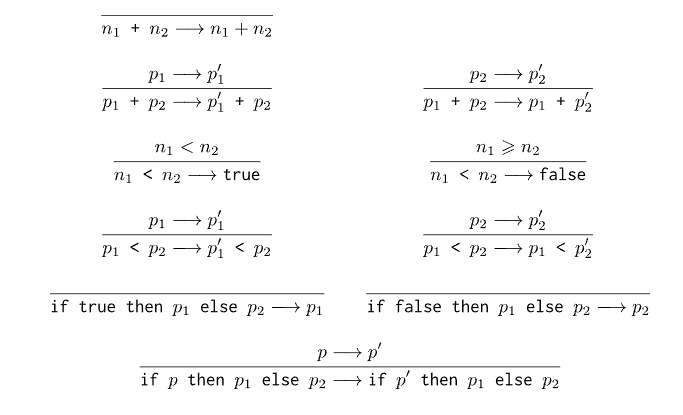 n₁ + n₂ ⟶ n₁ + n₂
p₁ ⟶ p₁′
p₁ + p₂ ⟶ p₁′ + p₂
p₂ ⟶ p₂′
p₁ + p₂ ⟶ p₁ + p₂′
n₁ < n₂
n₁ < n₂ ⟶ true
n₁ ⩾ n₂
n₁ < n₂ ⟶ false
p₁ ⟶ p₁′
p₁ < p₂ ⟶ p₁′ < p₂
p₂ ⟶ p₂′
p₁ < p₂ ⟶ p₁ < p₂′
if true then p₁ else p₂ ⟶ p₁
if false then p₁ else p₂ ⟶ p₂
p ⟶ p′
if p then p₁ else p₂ ⟶ if p′ then p₁ else p₂